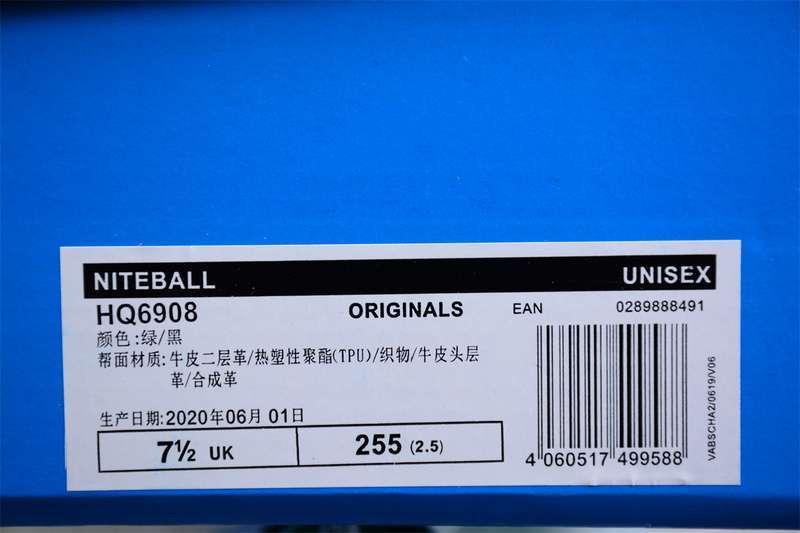 NITEBALL UNISEX
HQ6908 ORIGINALS EAN 0289888491
颜色:绿/黑
帮面材质:牛皮二层革/热塑性聚酯(TPU)/织物/牛皮头层
革/合成革
生产日期:2020年06月 01日
7½ UK 255 (2.5)
4 060517 499588
VABSCHA2/0619/V06